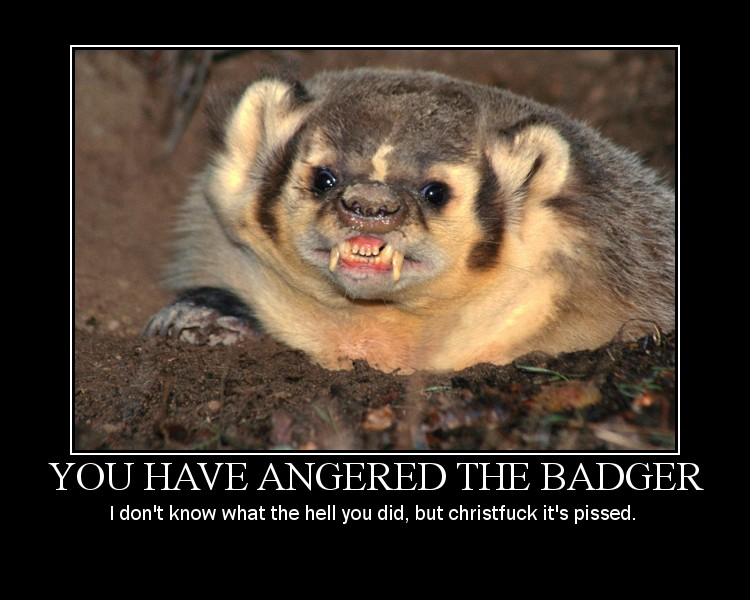 YOU HAVE ANGERED THE BADGER
I don't know what the hell you did, but christfuck it's pissed.